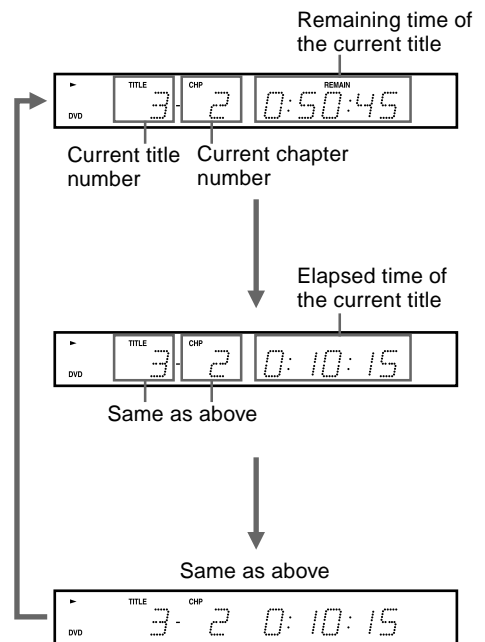 Remaining time of
the current title
TITLE CHP REMAIN
DVD 3-2 0:50:45
Current title
number
Current chapter
number
Elapsed time of
the current title
TITLE CHP
DVD 3-2 0:10:15
Same as above
Same as above
TITLE CHP
DVD 3-2 0:10:15